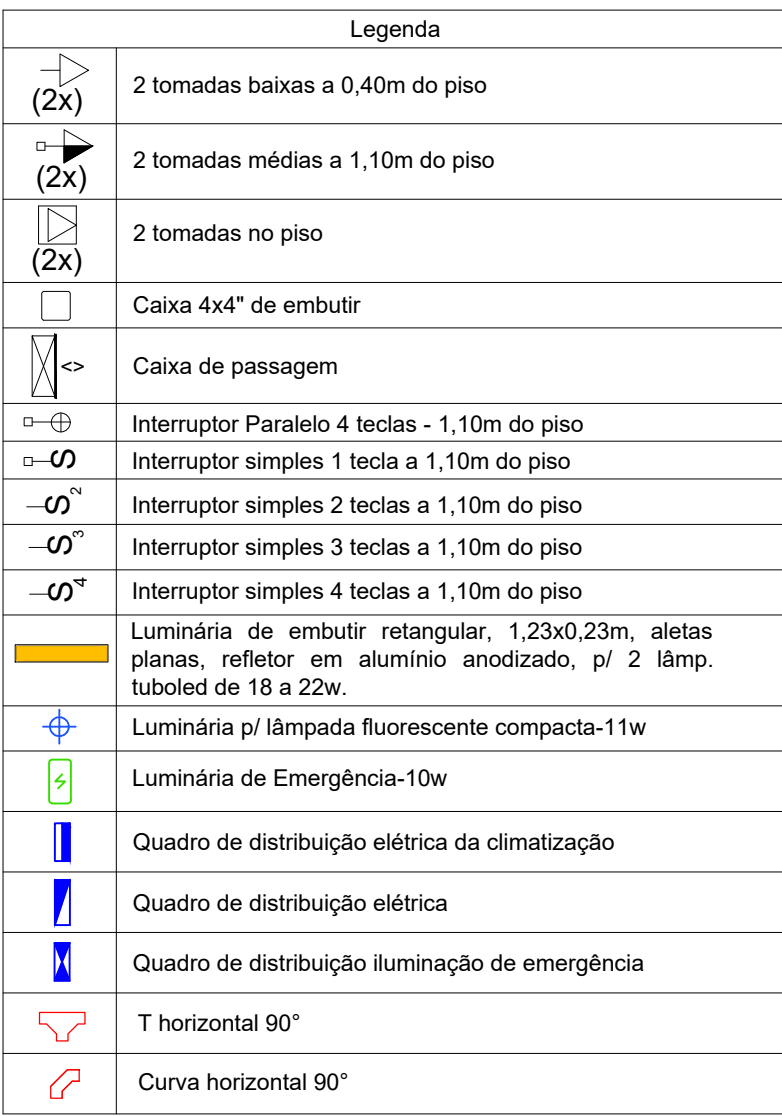 Legenda
(2x)
2 tomadas baixas a 0,40m do piso
(2x)
2 tomadas médias a 1,10m do piso
(2x)
2 tomadas no piso
Caixa 4x4" de embutir
<>
Caixa de passagem
Interruptor Paralelo 4 teclas - 1,10m do piso
S
Interruptor simples 1 tecla a 1,10m do piso
S2
Interruptor simples 2 teclas a 1,10m do piso
S3
Interruptor simples 3 teclas a 1,10m do piso
S4
Interruptor simples 4 teclas a 1,10m do piso
Luminária de embutir retangular, 1,23x0,23m, aletas
planas, refletor em alumínio anodizado, p/ 2 lâmp.
tuboled de 18 a 22w.
Luminária p/ lâmpada fluorescente compacta-11w
Luminária de Emergência-10w
Quadro de distribuição elétrica da climatização
Quadro de distribuição elétrica
Quadro de distribuição iluminação de emergência
T horizontal 90°
Curva horizontal 90°